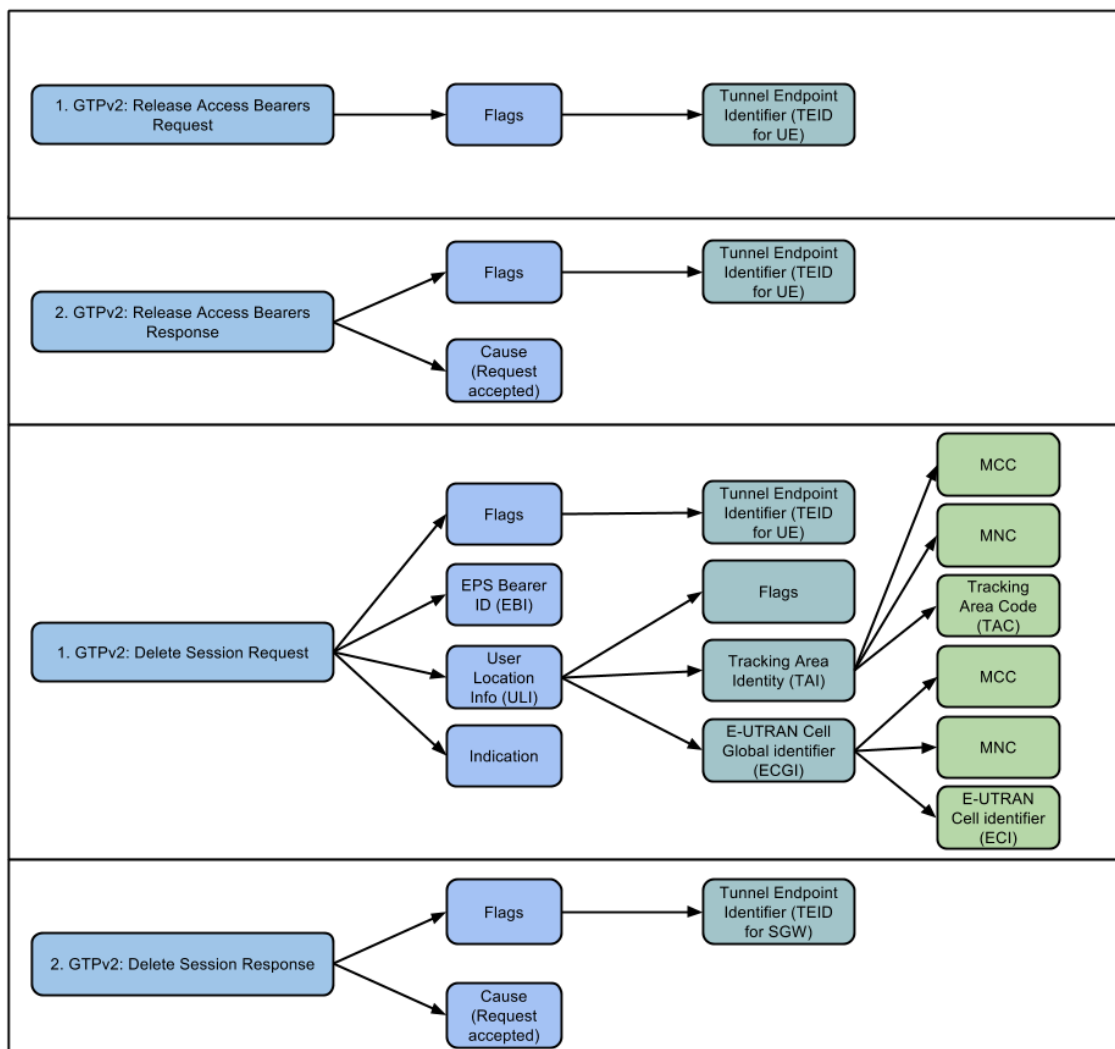 1. GTPv2: Release Access Bearers
Request
Flags
Tunnel Endpoint
Identifier (TEID
for UE)
2. GTPv2: Release Access Bearers
Response
Flags
Tunnel Endpoint
Identifier (TEID
for UE)
Cause
(Request
accepted)
1. GTPv2: Delete Session Request
Flags
Tunnel Endpoint
Identifier (TEID
for UE)
EPS Bearer
ID (EBI)
User
Location
Info (ULI)
Indication
Flags
Tracking Area
Identity (TAI)
E-UTRAN Cell
Global identifier
(ECGI)
MCC
MNC
Tracking
Area Code
(TAC)
MCC
MNC
E-UTRAN
Cell identifier
(ECI)
2. GTPv2: Delete Session Response
Flags
Tunnel Endpoint
Identifier (TEID
for SGW)
Cause
(Request
accepted)